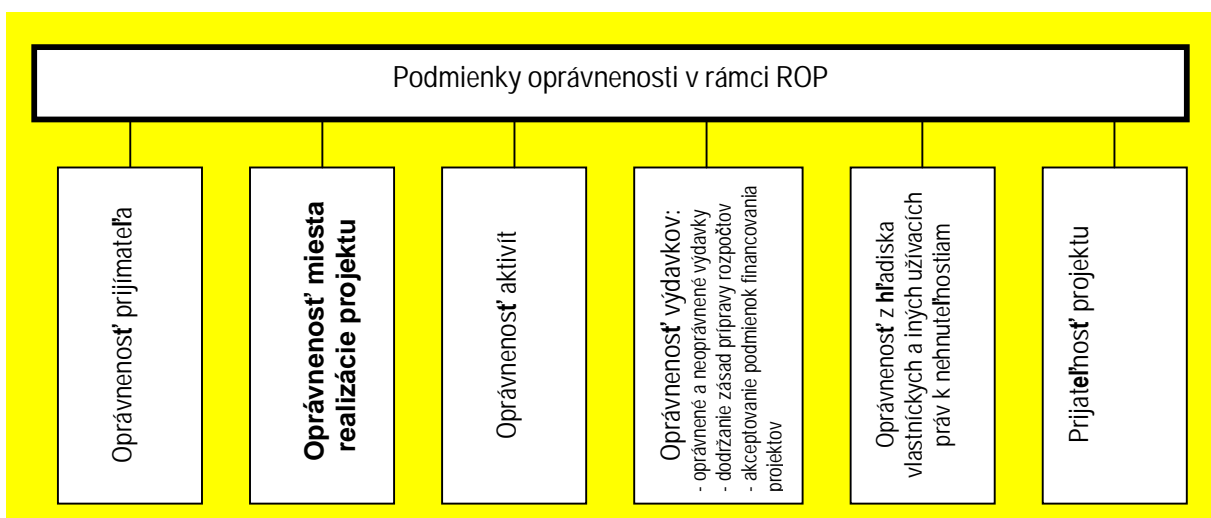 Podmienky oprávnenosti v rámci ROP
Oprávnenosť prijímateľa
Oprávnenosť miesta
realizácie projektu
Oprávnenosť aktivít
Oprávnenosť výdavkov:
- oprávnené a neoprávnené výdavky
- dodržanie zásad prípravy rozpočtov
- akceptovanie podmienok financovania
projektov
Oprávnenosť z hľadiska
vlastníckych a iných užívacích
práv k nehnuteľnostiam
Prijateľnosť projektu